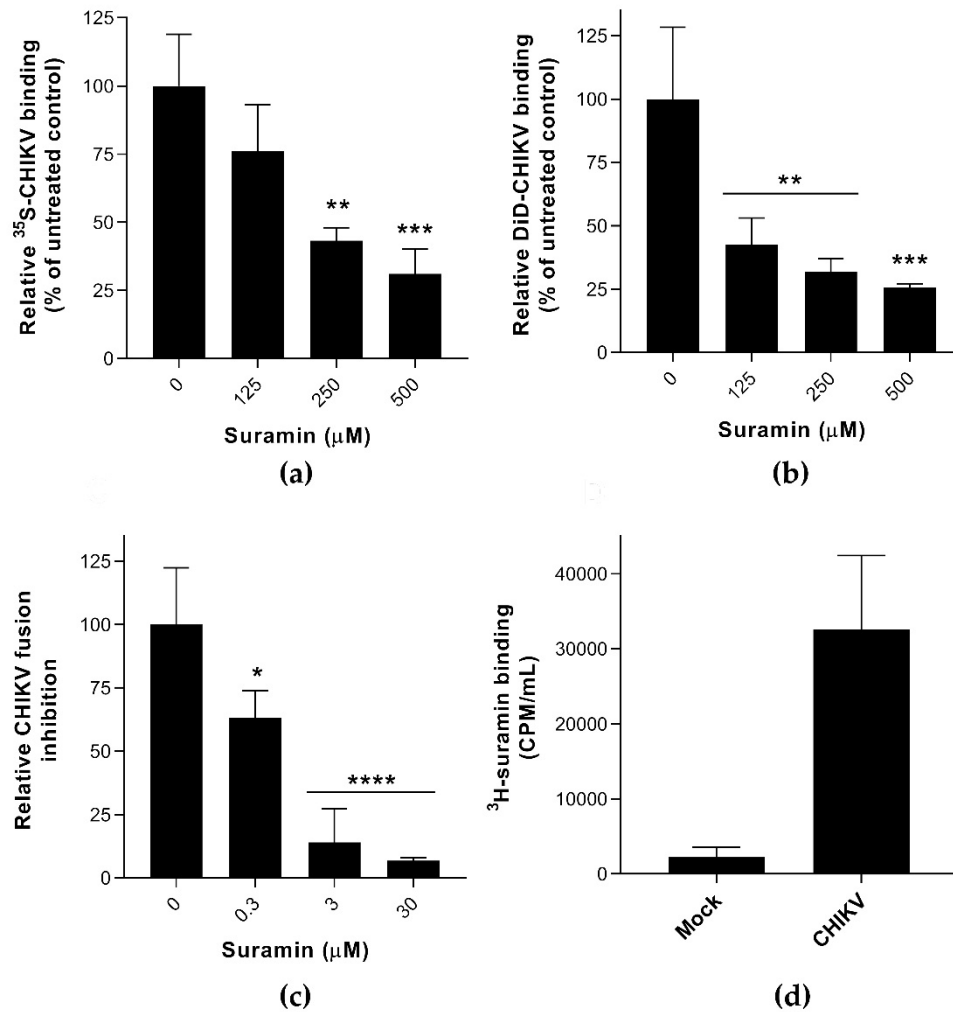 Relative ³⁵S-CHIKV binding
(% of untreated control)
125
100
75
50
25
0
**
***
0
125
250
500
Suramin (μM)
(a)
Relative DiD-CHIKV binding
(% of untreated control)
125
100
75
50
25
0
**
***
0
125
250
500
Suramin (μM)
(b)
Relative CHIKV fusion
inhibition
125
100
75
50
25
0
*
****
0
0.3
3
30
Suramin (μM)
(c)
³H-suramin binding
(CPM/mL)
40000
30000
20000
10000
0
Mock
CHIKV
(d)